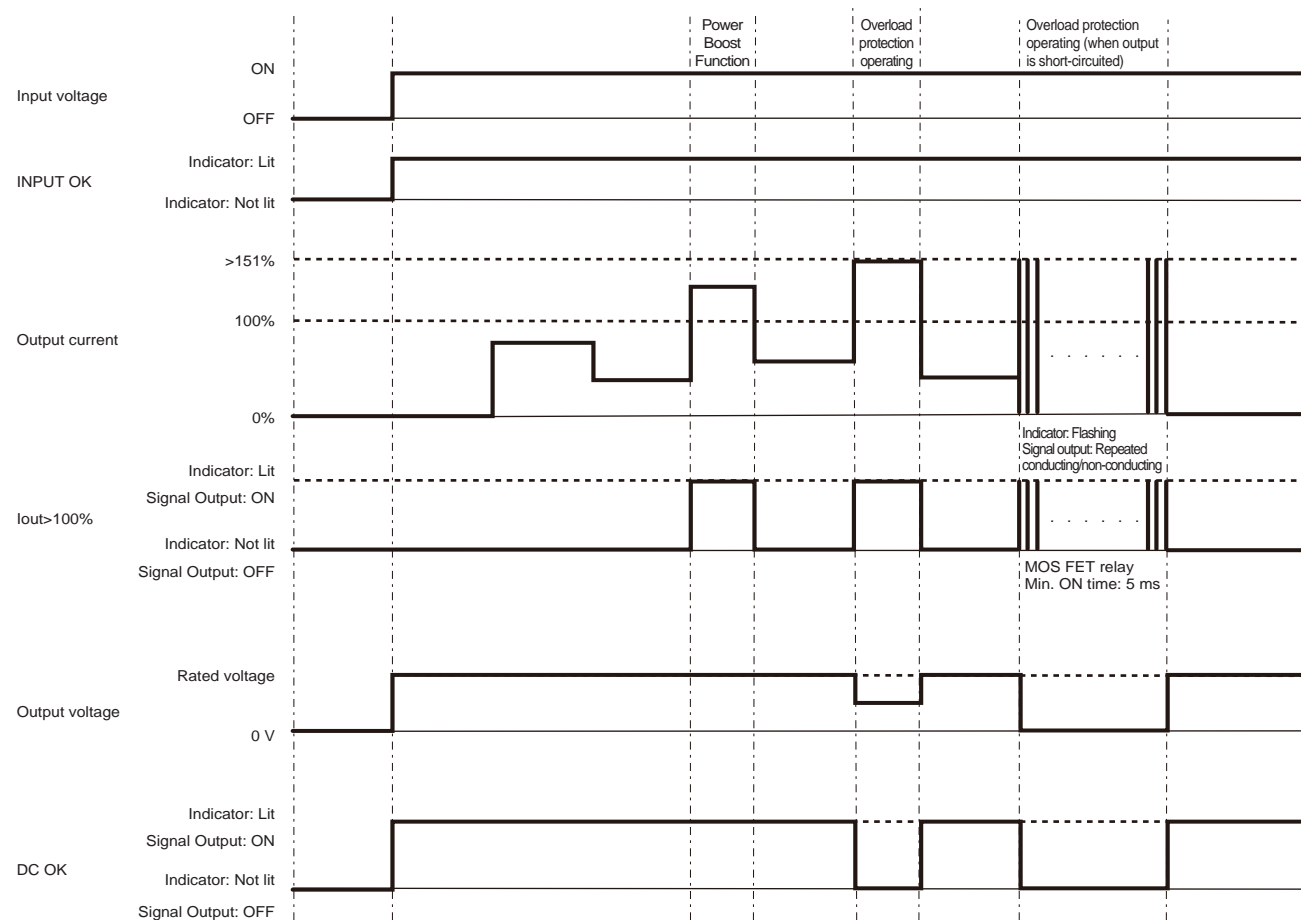 Power
Boost
Function
Overload
protection
operating
Overload protection
operating (when output
is short-circuited)
Input voltage
ON
OFF
INPUT OK
Indicator: Lit
Indicator: Not lit
Output current
>151%
100%
0%
Indicator: Flashing
Signal output: Repeated
conducting/non-conducting
Iout>100%
Indicator: Lit
Signal Output: ON
Indicator: Not lit
Signal Output: OFF
MOS FET relay
Min. ON time: 5 ms
Output voltage
Rated voltage
0 V
DC OK
Indicator: Lit
Signal Output: ON
Indicator: Not lit
Signal Output: OFF